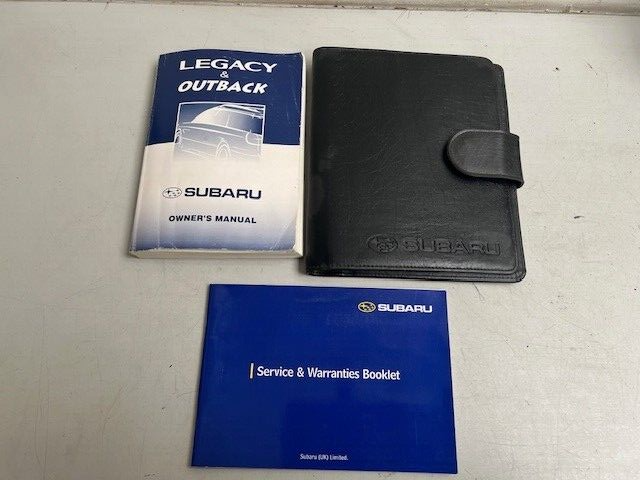 LEGACY
&
OUTBACK
SUBARU
OWNER'S MANUAL
SUBARU
SUBARU
Service & Warranties Booklet
Subaru (UK) Limited.